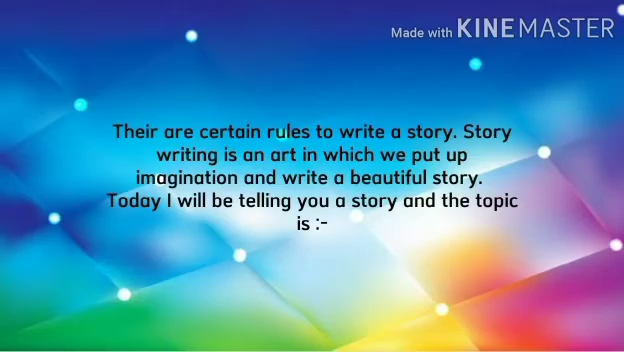 Made with KINEMASTER
Their are certain rules to write a story. Story
writing is an art in which we put up
imagination and write a beautiful story.
Today I will be telling you a story and the topic
is :-